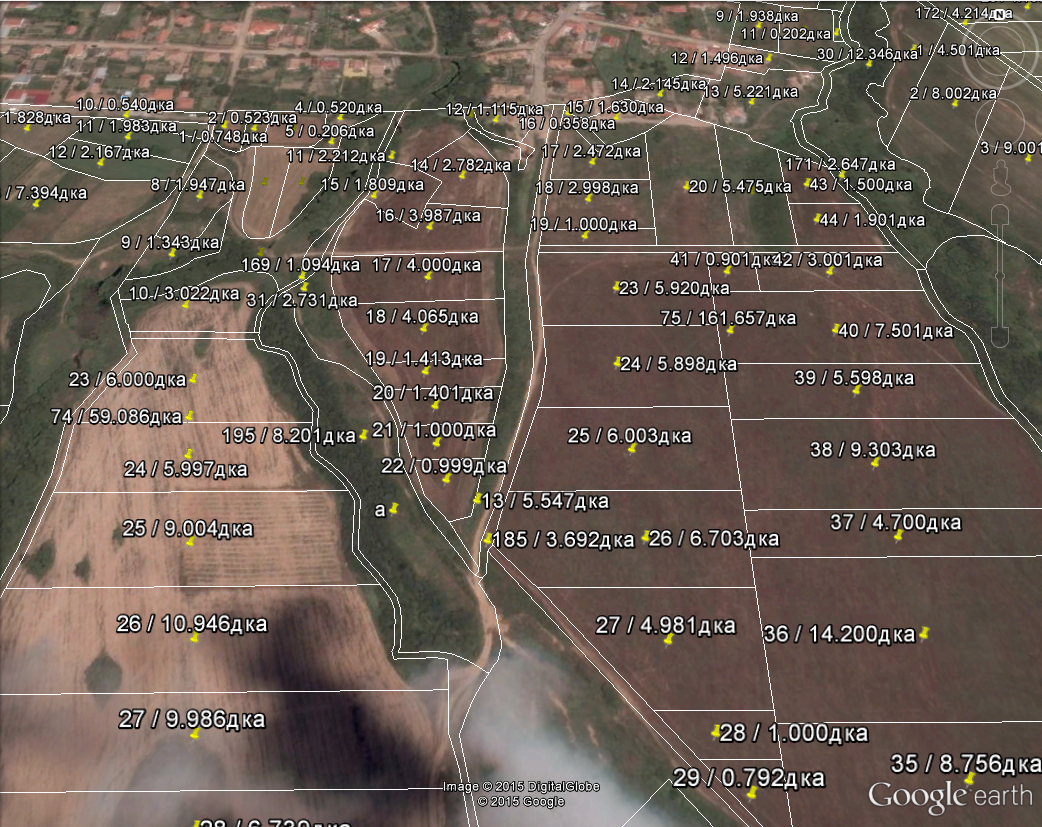 9 / 1.938дка
172 / 4.214дка
N
11 / 0.202дка
30 / 12.346дка
1 / 4.501дка
12 / 1.496дка
14 / 2.145дка
13 / 5.221дка
2 / 8.002дка
10 / 0.540дка
4 / 0.520дка
12 / 1.115дка
15 / 1.630дка
1.828дка
11 / 1.983дка
2 / 0.523дка
5 / 0.206дка
16 / 0.358дка
1 / 0.748дка
3 / 9.001
12 / 2.167дка
11 / 2.212дка
14 / 2.782дка
17 / 2.472дка
171 / 2.647дка
/ 7.394дка
8 / 1.947дка
15 / 1.809дка
18 / 2.998дка
20 / 5.475дка
43 / 1.500дка
16 / 3.987дка
19 / 1.000дка
44 / 1.901дка
9 / 1.343дка
169 / 1.094дка
17 / 4.000дка
41 / 0.901дка
42 / 3.001дка
10 / 3.022дка
31 / 2.731дка
23 / 5.920дка
18 / 4.065дка
75 / 161.657дка
40 / 7.501дка
19 / 1.413дка
24 / 5.898дка
23 / 6.000дка
39 / 5.598дка
20 / 1.401дка
74 / 59.086дка
195 / 8.201дка
21 / 1.000дка
25 / 6.003дка
38 / 9.303дка
24 / 5.997дка
22 / 0.999дка
13 / 5.547дка
a
25 / 9.004дка
185 / 3.692дка
26 / 6.703дка
37 / 4.700дка
26 / 10.946дка
27 / 4.981дка
36 / 14.200дка
27 / 9.986дка
28 / 1.000дка
29 / 0.792дка
35 / 8.756дка
Image © 2015 DigitalGlobe
© 2015 Google
Google earth
28 / 6.730дка